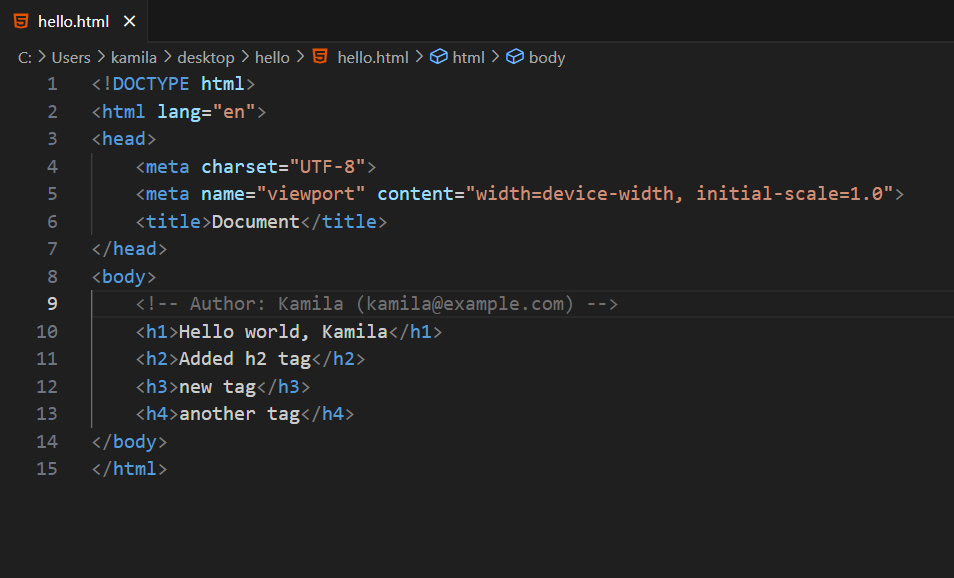 hello.html ×
C: > Users > kamila > desktop > hello > hello.html > html > body
1 <!DOCTYPE html>
2 <html lang="en">
3 <head>
4     <meta charset="UTF-8">
5     <meta name="viewport" content="width=device-width, initial-scale=1.0">
6     <title>Document</title>
7 </head>
8 <body>
9     <!-- Author: Kamila (kamila@example.com) -->
10     <h1>Hello world, Kamila</h1>
11     <h2>Added h2 tag</h2>
12     <h3>new tag</h3>
13     <h4>another tag</h4>
14 </body>
15 </html>